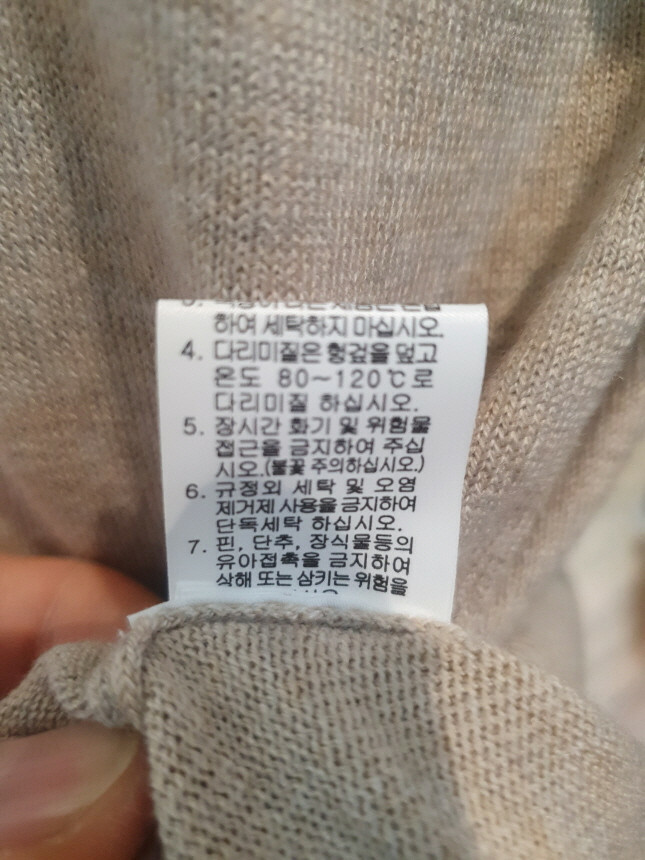 하여 세탁하지 마십시오.
4. 다리미질은 헝겊을 덮고
온도 80~120℃로
다리미질 하십시오.
5. 장시간 화기 및 위험물
접근을 금지하여 주십
시오.(불꽃 주의하십시오.)
6. 규정외 세탁 및 오염
제거제 사용을 금지하여
단독세탁 하십시오.
7. 핀, 단추, 장식물등의
유아접촉을 금지하여
삭해 또는 삼키는 위험을